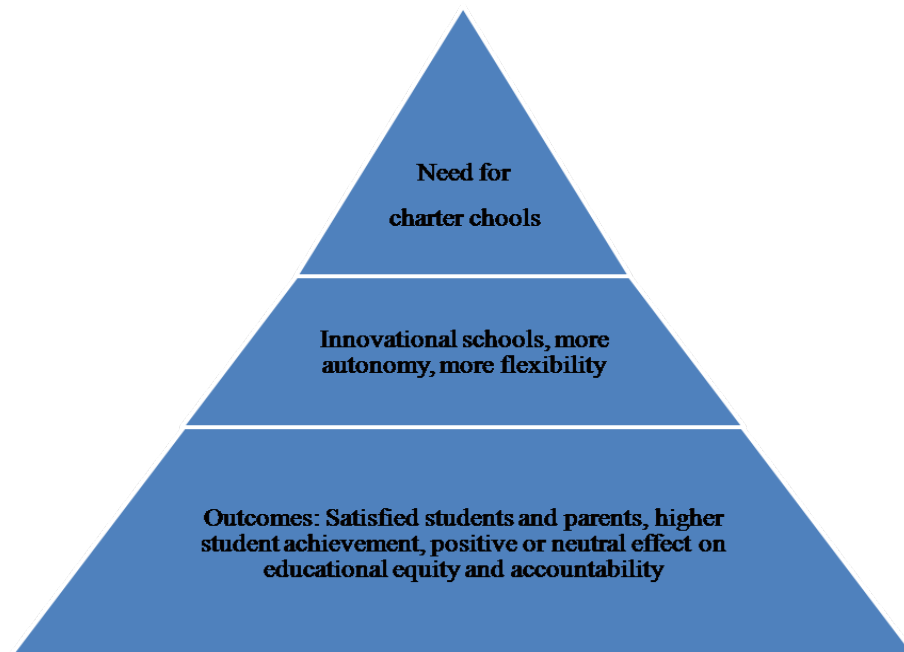 Need for
charter chools
Innovational schools, more
autonomy, more flexibility
Outcomes: Satisfied students and parents, higher
student achievement, positive or neutral effect on
educational equity and accountability